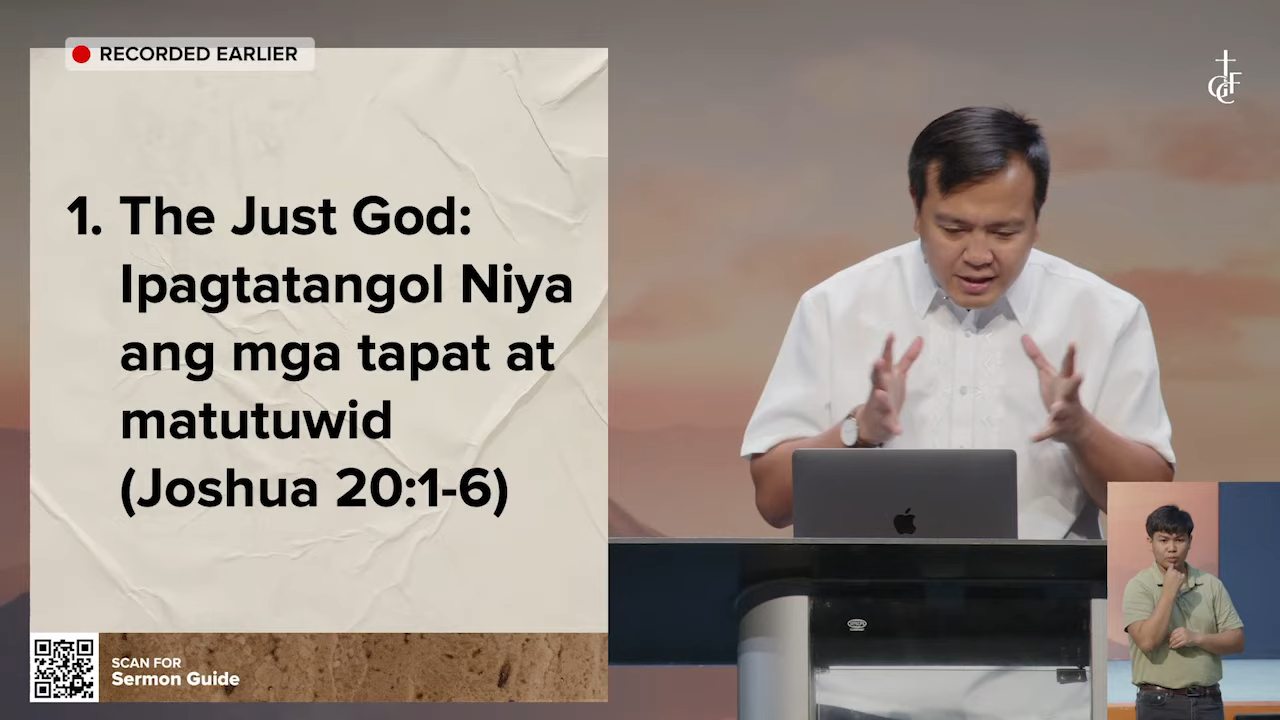 RECORDED EARLIER
1. The Just God:
Ipagtatangol Niya
ang mga tapat at
matutuwid
(Joshua 20:1-6)
SCAN FOR
Sermon Guide